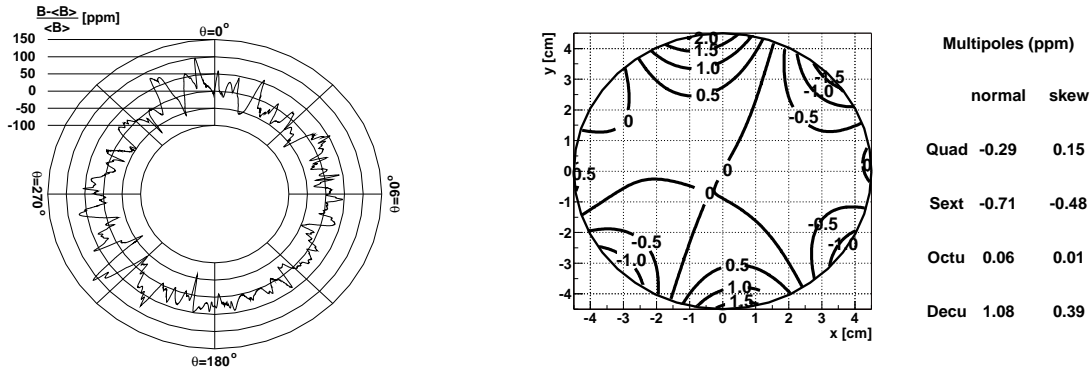 B-<B>
<B>
[ppm]
150
100
50
0
-50
-100
θ=0°
θ=90°
θ=180°
θ=270°
y [cm]
4
3
2
1
0
-1
-2
-3
-4
-4 -3 -2 -1 0 1 2 3 4
x [cm]
2.0
1.5
1.0
0.5
-1.5
-1.0
-0.5
0
0
0
0
0.5
-0.5
-1.0
-0.5
-1.0
0.5
1.0
1.5
Multipoles (ppm)
normal skew
Quad -0.29 0.15
Sext -0.71 -0.48
Octu 0.06 0.01
Decu 1.08 0.39